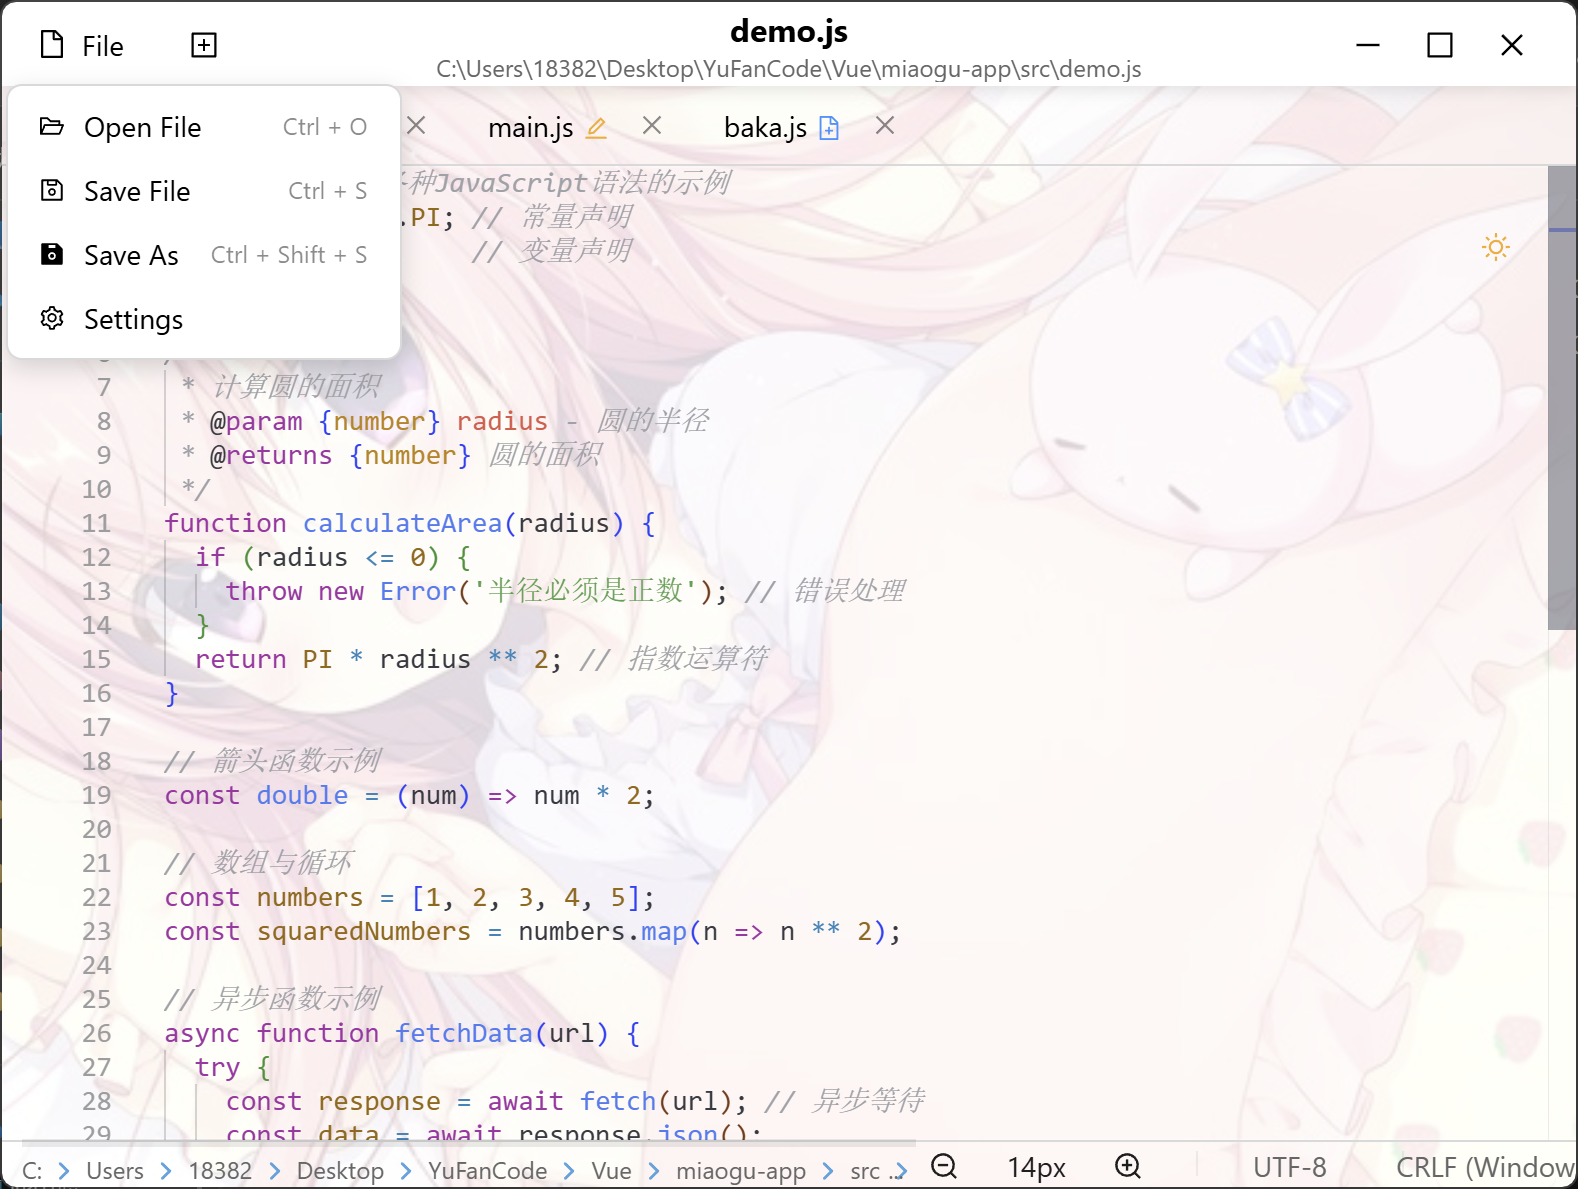 File
demo.js
C:\Users\18382\Desktop\YuFanCode\Vue\miaogu-app\src\demo.js
Open File Ctrl + O
Save File Ctrl + S
Save As Ctrl + Shift + S
Settings
main.js baka.js
种JavaScript语法的示例
.PI; // 常量声明
// 变量声明
7 * 计算圆的面积
8 * @param {number} radius - 圆的半径
9 * @returns {number} 圆的面积
10 */
11 function calculateArea(radius) {
12 if (radius <= 0) {
13 throw new Error('半径必须是正数'); // 错误处理
14 }
15 return PI * radius ** 2; // 指数运算符
16 }
17
18 // 箭头函数示例
19 const double = (num) => num * 2;
20
21 // 数组与循环
22 const numbers = [1, 2, 3, 4, 5];
23 const squaredNumbers = numbers.map(n => n ** 2);
24
25 // 异步函数示例
26 async function fetchData(url) {
27 try {
28 const response = await fetch(url); // 异步等待
29 const data = await response.json();
C: > Users > 18382 > Desktop > YuFanCode > Vue > miaogu-app > src ... 14px UTF-8 CRLF (Window